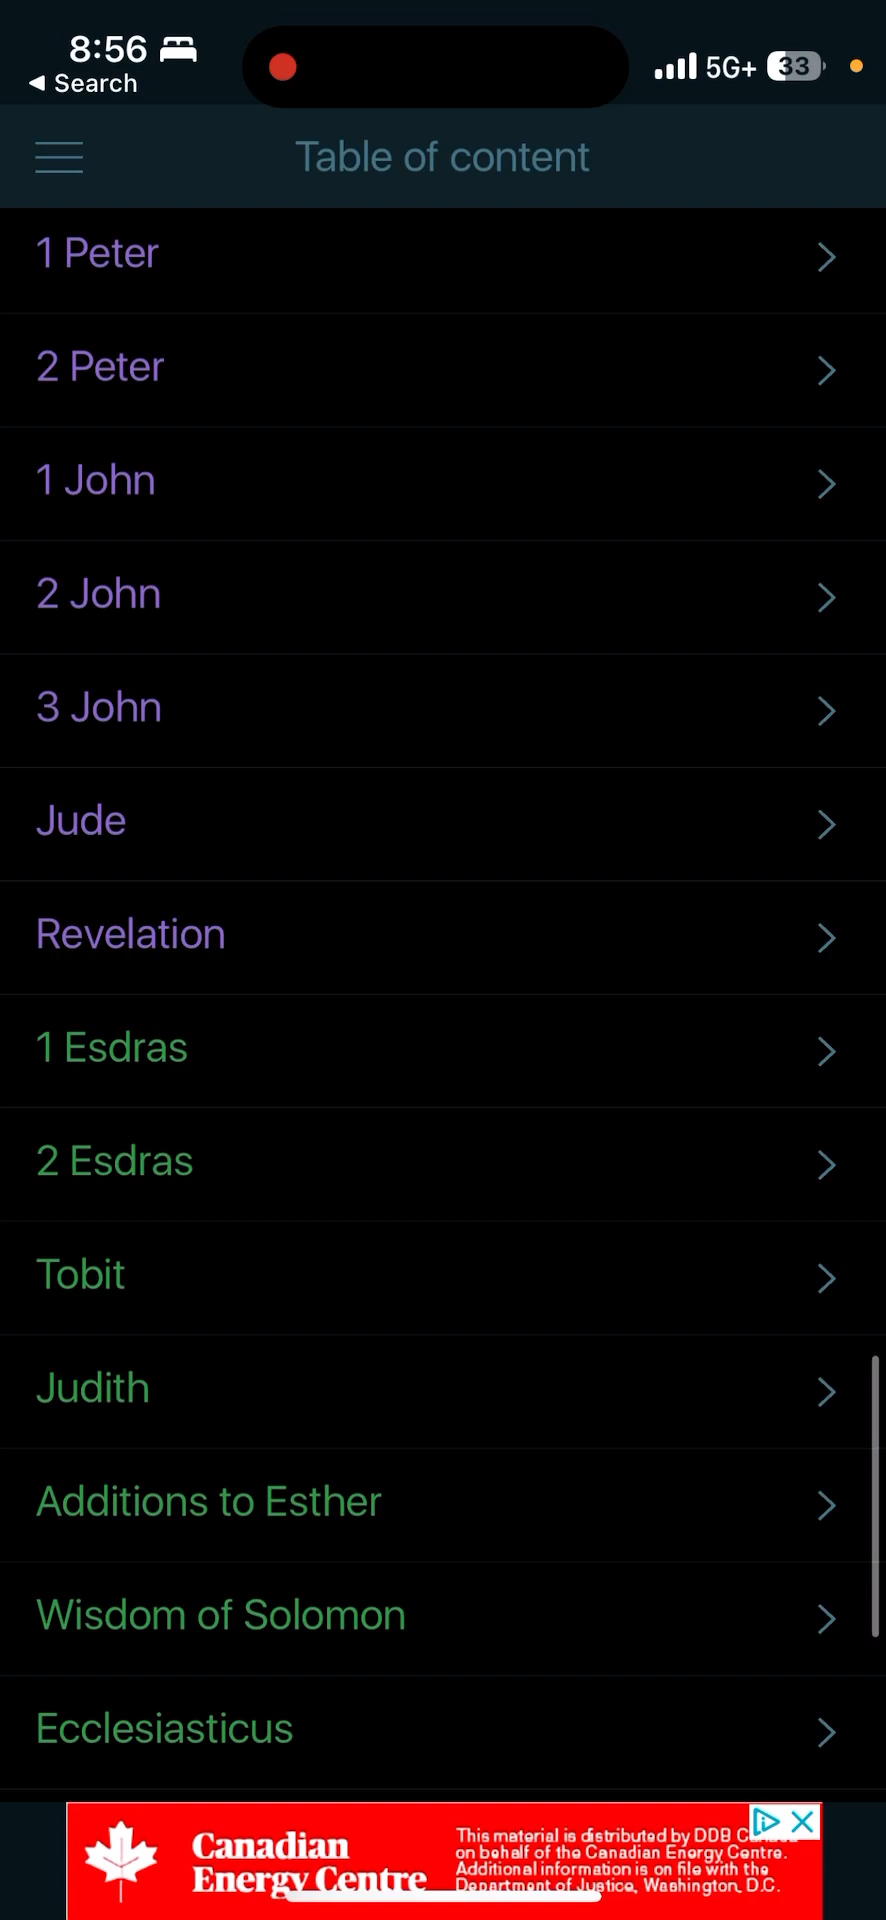 8:56
Search
5G+
33
Table of content
1 Peter
2 Peter
1 John
2 John
3 John
Jude
Revelation
1 Esdras
2 Esdras
Tobit
Judith
Additions to Esther
Wisdom of Solomon
Ecclesiasticus
Canadian
Energy Centre
This material is distributed by DDB
on behalf of the Canadian Energy Centre.
Additional information is on file with the
Department of Justice, Washington, D.C.